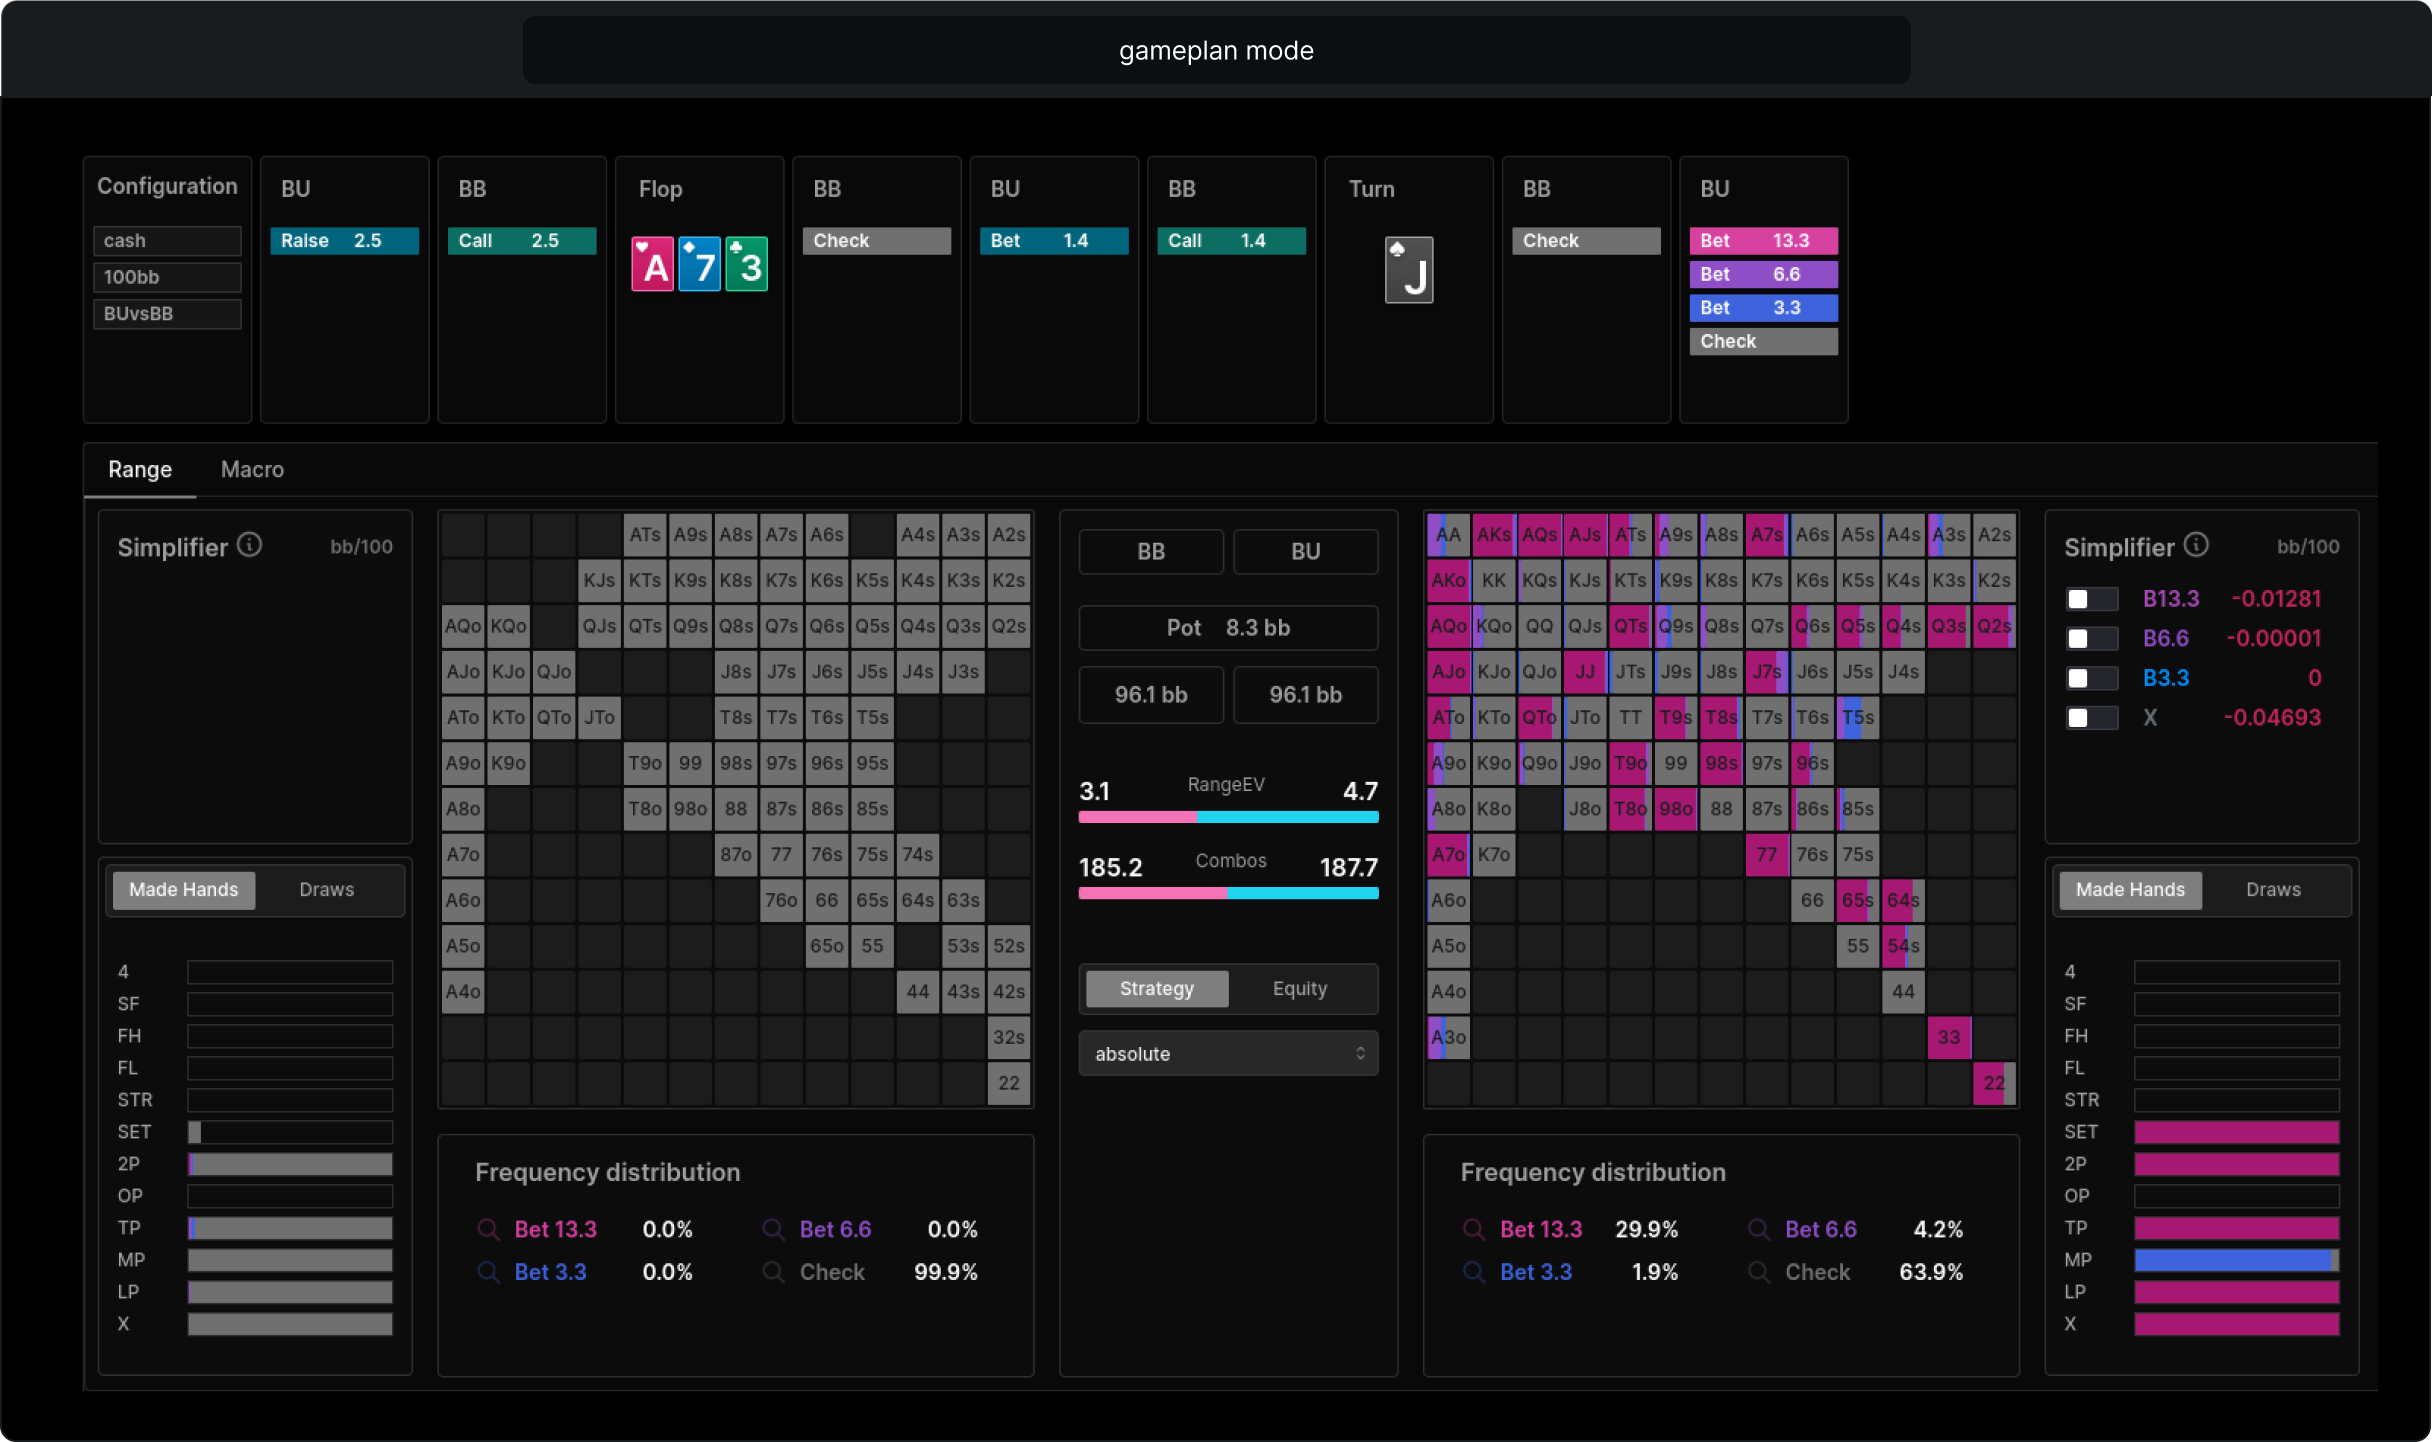 gameplan mode
Configuration BU BB Flop BB BU BB Turn BB BU
cash Raise 2.5 Call 2.5 A 7 3 Check Bet 1.4 Call 1.4 J Check Bet 13.3
100bb Bet 6.6
BUvsBB Bet 3.3
Check
Range Macro
Simplifier bb/100
Made Hands Draws
4
SF
FH
FL
STR
SET
2P
OP
TP
MP
LP
X
ATs A9s A8s A7s A6s A4s A3s A2s
KJs KTs K9s K8s K7s K6s K5s K4s K3s K2s
AQo KQo QJs QTs Q9s Q8s Q7s Q6s Q5s Q4s Q3s Q2s
AJo KJo QJo J8s J7s J6s J5s J4s J3s
ATo KTo QTo JTo T8s T7s T6s T5s
A9o K9o T9o 99 98s 97s 96s 95s
A8o T8o 98o 88 87s 86s 85s
A7o 87o 77 76s 75s 74s
A6o 76o 66 65s 64s 63s
A5o 65o 55 53s 52s
A4o 44 43s 42s
32s
22
Frequency distribution
Bet 13.3 0.0% Bet 6.6 0.0%
Bet 3.3 0.0% Check 99.9%
BB BU
Pot 8.3 bb
96.1 bb 96.1 bb
3.1 RangeEV 4.7
185.2 Combos 187.7
Strategy Equity
absolute
AA AKs AQs AJs ATs A9s A8s A7s A6s A5s A4s A3s A2s
AKo KK KQs KJs KTs K9s K8s K7s K6s K5s K4s K3s K2s
AQo KQo QQ QJs QTs Q9s Q8s Q7s Q6s Q5s Q4s Q3s Q2s
AJo KJo QJo JJ JTs J9s J8s J7s J6s J5s J4s
ATo KTo QTo JTo TT T9s T8s T7s T6s T5s
A9o K9o Q9o J9o T9o 99 98s 97s 96s
A8o K8o J8o T8o 98o 88 87s 86s 85s
A7o K7o 77 76s 75s
A6o 66 65s 64s
A5o 55 54s
A4o 44
A3o 33
22
Frequency distribution
Bet 13.3 29.9% Bet 6.6 4.2%
Bet 3.3 1.9% Check 63.9%
Simplifier bb/100
B13.3 -0.01281
B6.6 -0.00001
B3.3 0
X -0.04693
Made Hands Draws
4
SF
FH
FL
STR
SET
2P
OP
TP
MP
LP
X